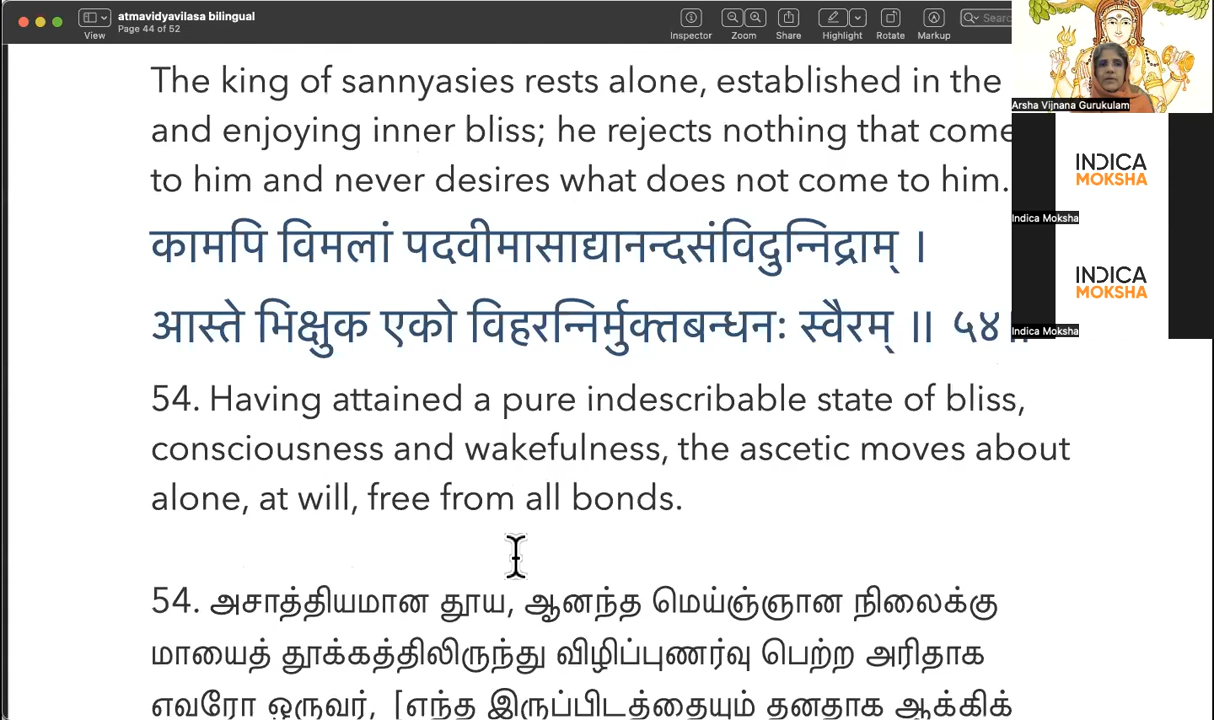 atmavidyavilasa bilingual
Page 44 of 52
View
Inspector
Zoom
Share
Highlight
Rotate
Markup
Searc
The king of sannyasies rests alone, established in the
and enjoying inner bliss; he rejects nothing that come
to him and never desires what does not come to him.
कामपि विमलां पदवीमासाद्यानन्दसंविदुन्निद्राम् ।
आस्ते भिक्षुक एको विहरन्निर्मुक्तबन्धनः स्वैरम् ॥ ५४॥
54. Having attained a pure indescribable state of bliss,
consciousness and wakefulness, the ascetic moves about
alone, at will, free from all bonds.
54. அசாத்தியமான தூய, ஆனந்த மெய்ஞ்ஞான நிலைக்கு
மாயைத் தூக்கத்திலிருந்து விழிப்புணர்வு பெற்ற அரிதாக
எவரோ ஒருவர், [எந்த இருப்பிடத்தையும் தனதாக ஆக்கிக்
Arsha Vijnana Gurukulam
INDICA
MOKSHA
Indica Moksha
INDICA
MOKSHA
Indica Moksha